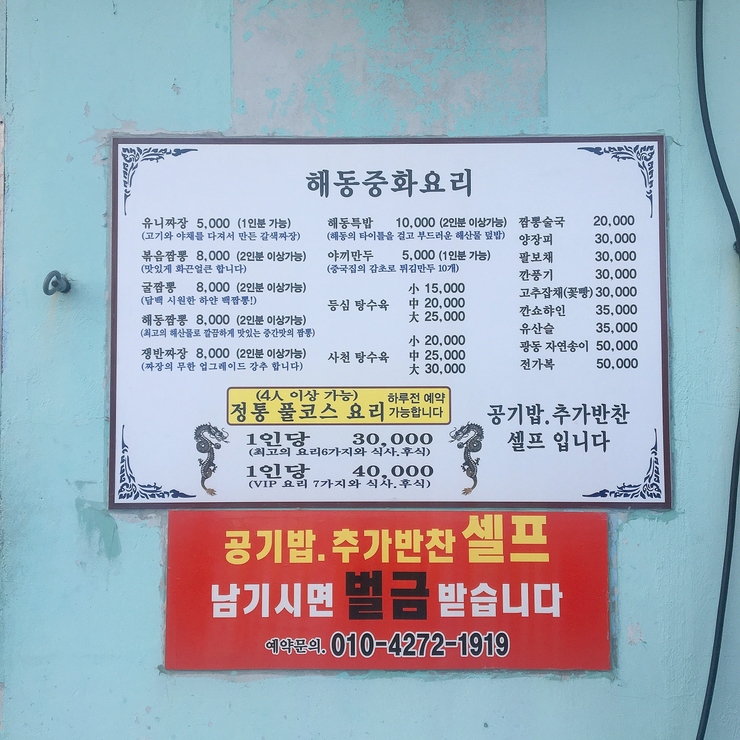 해동중화요리
유니짜장 5,000 (1인분 가능)
(고기와 야채를 다져서 만든 갈색짜장)
볶음짬뽕 8,000 (2인분 이상가능)
(맛있게 화끈얼큰 합니다)
굴짬뽕 8,000 (2인분 이상가능)
(담백 시원한 하얀 백짬뽕!)
해동짬뽕 8,000 (2인분 이상가능)
(최고의 해산물로 깔끔하게 맛있는 중간맛의 짬뽕)
쟁반짜장 8,000 (2인분 이상가능)
(짜장의 무한 업그레이드 강추 합니다)
해동특밥 10,000 (2인분 이상가능)
(해동의 타이틀을 걸고 부드러운 해산물 덮밥)
야끼만두 5,000 (1인분 가능)
(중국집의 감초로 튀김만두 10개)
등심 탕수육
小 15,000
中 20,000
大 25,000
사천 탕수육
小 20,000
中 25,000
大 30,000
짬뽕술국 20,000
양장피 30,000
팔보채 30,000
깐풍기 30,000
고추잡채(꽃빵) 30,000
깐쇼하인 35,000
유산슬 35,000
광동 자연송이 50,000
전가복 50,000
(4人 이상 가능)
정통 풀코스 요리
하루전 예약
가능합니다
1인당 30,000
(최고의 요리6가지와 식사.후식)
1인당 40,000
(VIP 요리 7가지와 식사.후식)
공기밥.추가반찬
셀프 입니다
공기밥.추가반찬 셀프
남기시면 벌금 받습니다
예약문의. 010-4272-1919